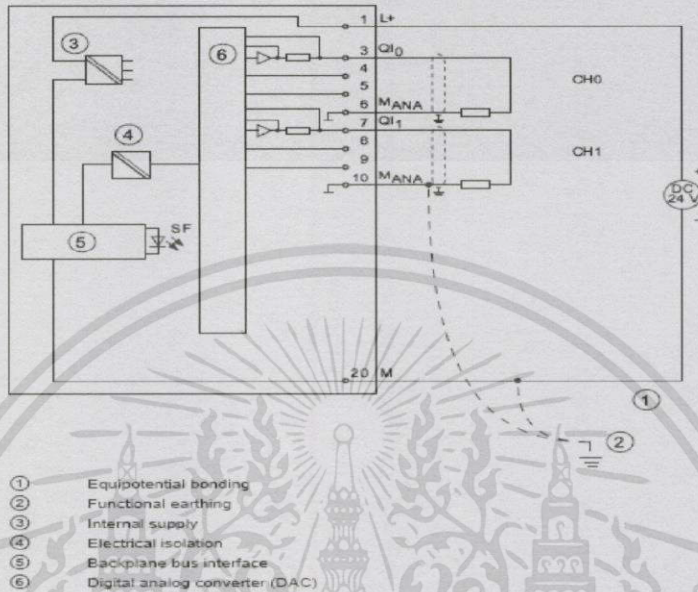 1 L+
3 QI0
4
5
6 MANA
7 QI1
8
9
10 MANA
20 M
CH0
CH1
DC
24 V
+
-
SF
③
④
⑤
⑥
①
②
① Equipotential bonding
② Functional earthing
③ Internal supply
④ Electrical isolation
⑤ Backplane bus interface
⑥ Digital analog converter (DAC)